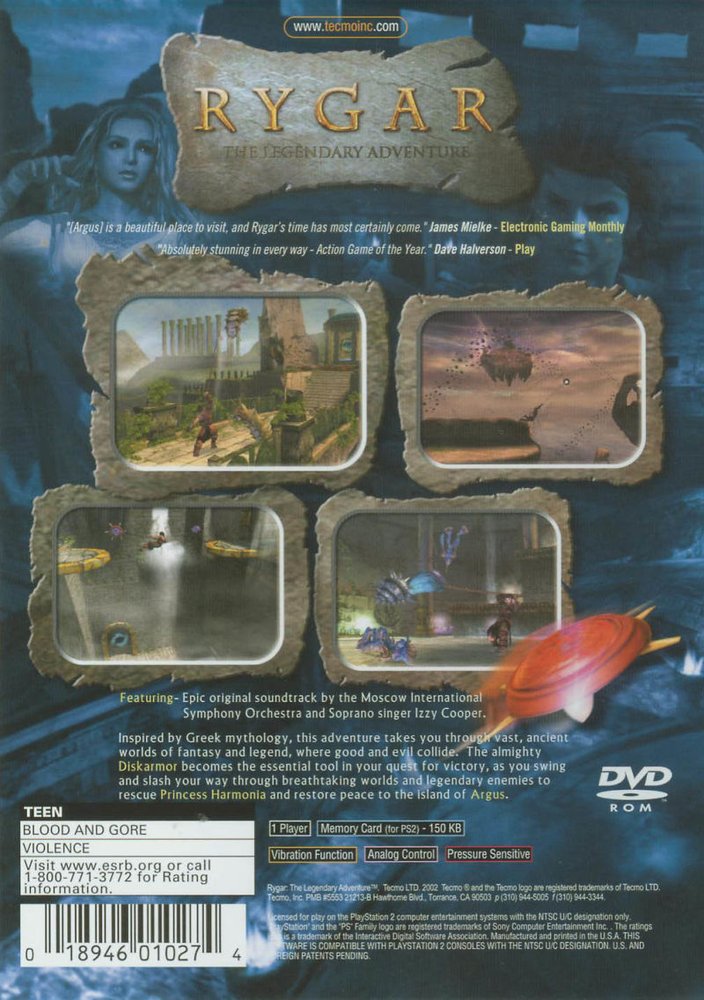 www.tecmoinc.com
RYGAR
THE LEGENDARY ADVENTURE
"[Argus] is a beautiful place to visit, and Rygar's time has most certainly come." James Mielke - Electronic Gaming Monthly
"Absolutely stunning in every way - Action Game of the Year." Dave Halverson - Play
Featuring- Epic original soundtrack by the Moscow International
Symphony Orchestra and Soprano singer Izzy Cooper.
Inspired by Greek mythology, this adventure takes you through vast, ancient
worlds of fantasy and legend, where good and evil collide. The almighty
Diskarmor becomes the essential tool in your quest for victory, as you swing
and slash your way through breathtaking worlds and legendary enemies to
rescue Princess Harmonia and restore peace to the island of Argus.
DVD
ROM
TEEN
BLOOD AND GORE
VIOLENCE
Visit www.esrb.org or call
1-800-771-3772 for Rating
information.
1 Player Memory Card (for PS2) - 150 KB
Vibration Function Analog Control Pressure Sensitive
Rygar: The Legendary Adventure™, Tecmo LTD. 2002 Tecmo ® and the Tecmo logo are registered trademarks of Tecmo LTD.
Tecmo, Inc. PMB #5553 21213-B Hawthorne Blvd., Torrance, CA 90503 p (310) 944-5005 f (310) 944-3344.
Licensed for play on the PlayStation 2 computer entertainment systems with the NTSC U/C designation only.
and the "PS" Family logo are registered trademarks of Sony Computer Entertainment Inc. . The ratings
is a trademark of the Interactive Digital Software Association. Manufactured and printed in the U.S.A. THIS
IS COMPATIBLE WITH PLAYSTATION 2 CONSOLES WITH THE NTSC U/C DESIGNATION. U.S. AND
PATENTS PENDING.
0 18946 01027 4